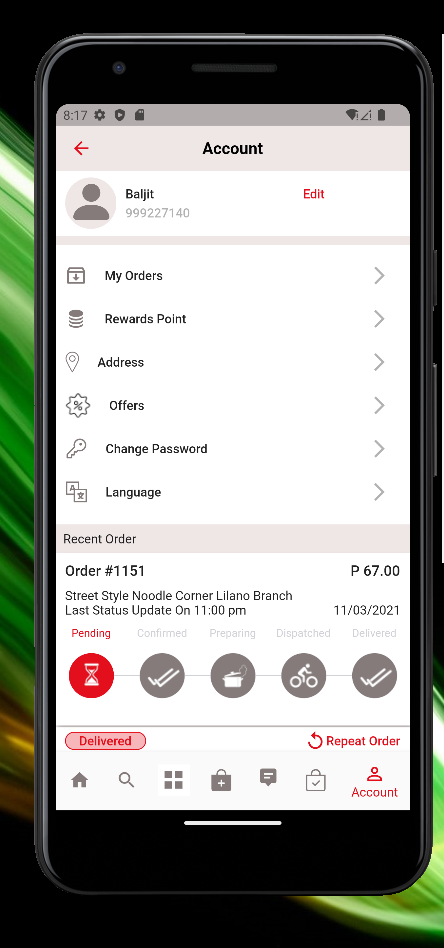 8:17
Account
Baljit
Edit
999227140
My Orders
Rewards Point
Address
Offers
Change Password
Language
Recent Order
Order #1151 P 67.00
Street Style Noodle Corner Lilano Branch
Last Status Update On 11:00 pm 11/03/2021
Pending Confirmed Preparing Dispatched Delivered
Delivered Repeat Order
Account